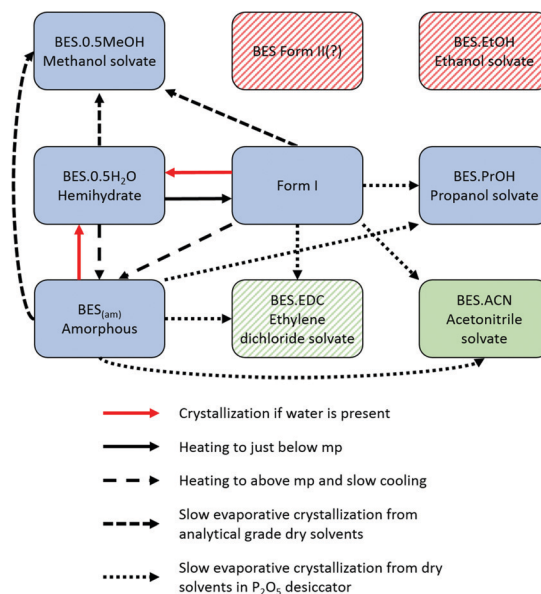 BES.0.5MeOH
Methanol solvate
BES Form II(?)
BES.EtOH
Ethanol solvate
BES.0.5H₂O
Hemihydrate
Form I
BES.PrOH
Propanol solvate
BES(am)
Amorphous
BES.EDC
Ethylene
dichloride solvate
BES.ACN
Acetonitrile
solvate
Crystallization if water is present
Heating to just below mp
Heating to above mp and slow cooling
Slow evaporative crystallization from
analytical grade dry solvents
Slow evaporative crystallization from dry
solvents in P₂O₅ desiccator